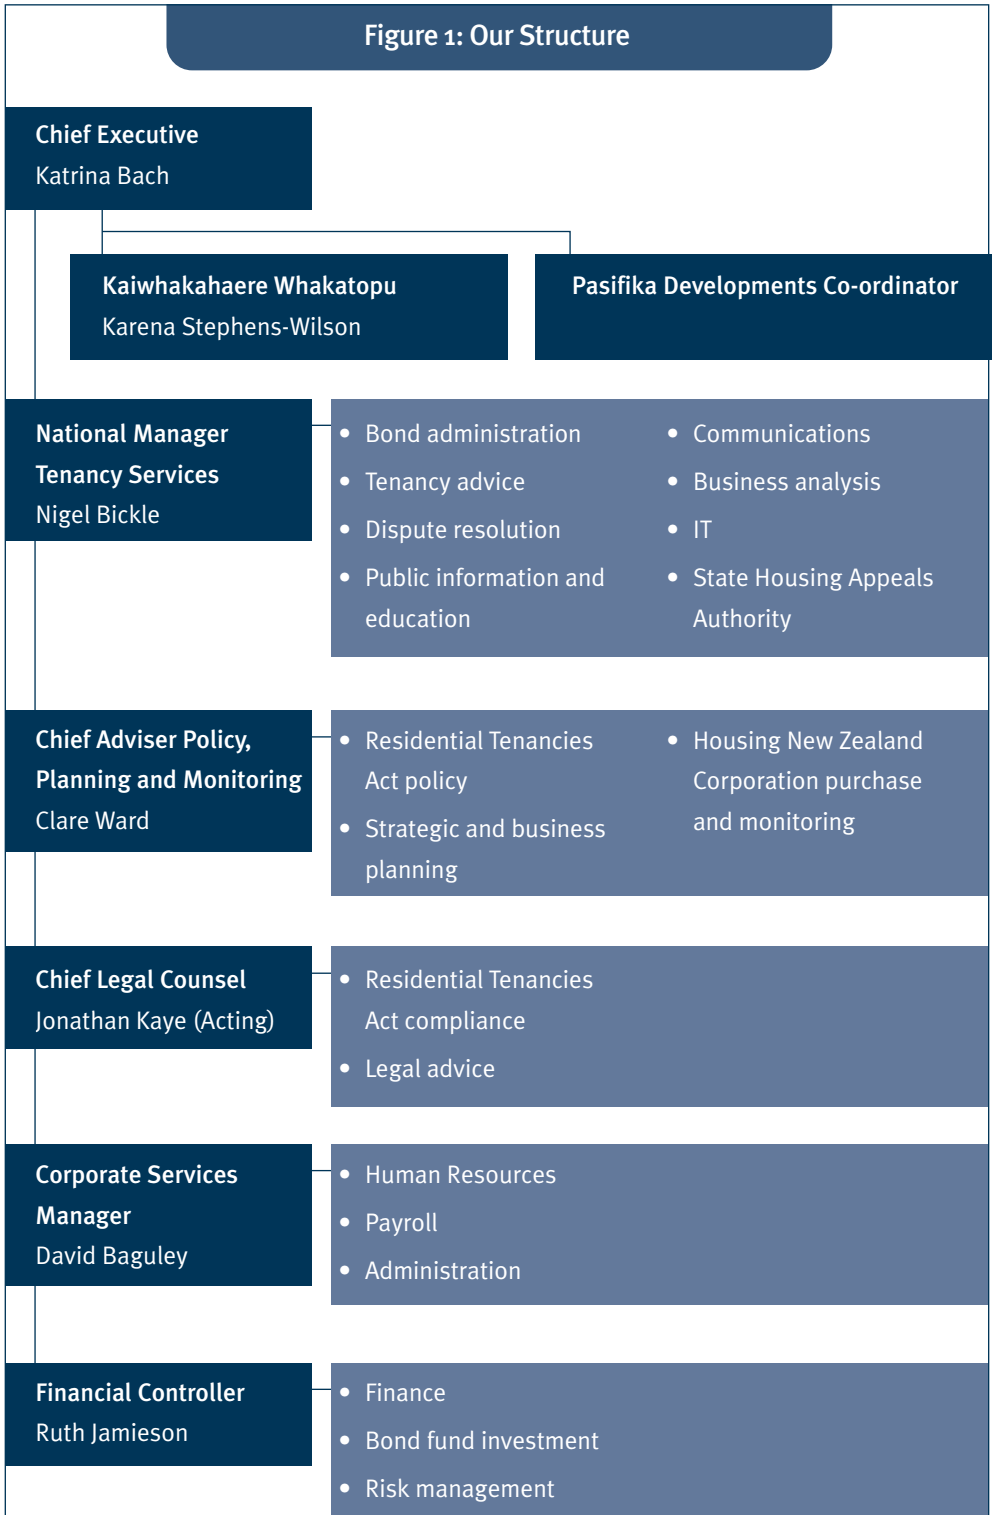 Figure 1: Our Structure
Chief Executive
Katrina Bach
Kaiwhakahaere Whakatopu
Karena Stephens-Wilson
Pasifika Developments Co-ordinator
National Manager
Tenancy Services
Nigel Bickle
• Bond administration
• Tenancy advice
• Dispute resolution
• Public information and
education
• Communications
• Business analysis
• IT
• State Housing Appeals
Authority
Chief Adviser Policy,
Planning and Monitoring
Clare Ward
• Residential Tenancies
Act policy
• Strategic and business
planning
• Housing New Zealand
Corporation purchase
and monitoring
Chief Legal Counsel
Jonathan Kaye (Acting)
• Residential Tenancies
Act compliance
• Legal advice
Corporate Services
Manager
David Baguley
• Human Resources
• Payroll
• Administration
Financial Controller
Ruth Jamieson
• Finance
• Bond fund investment
• Risk management